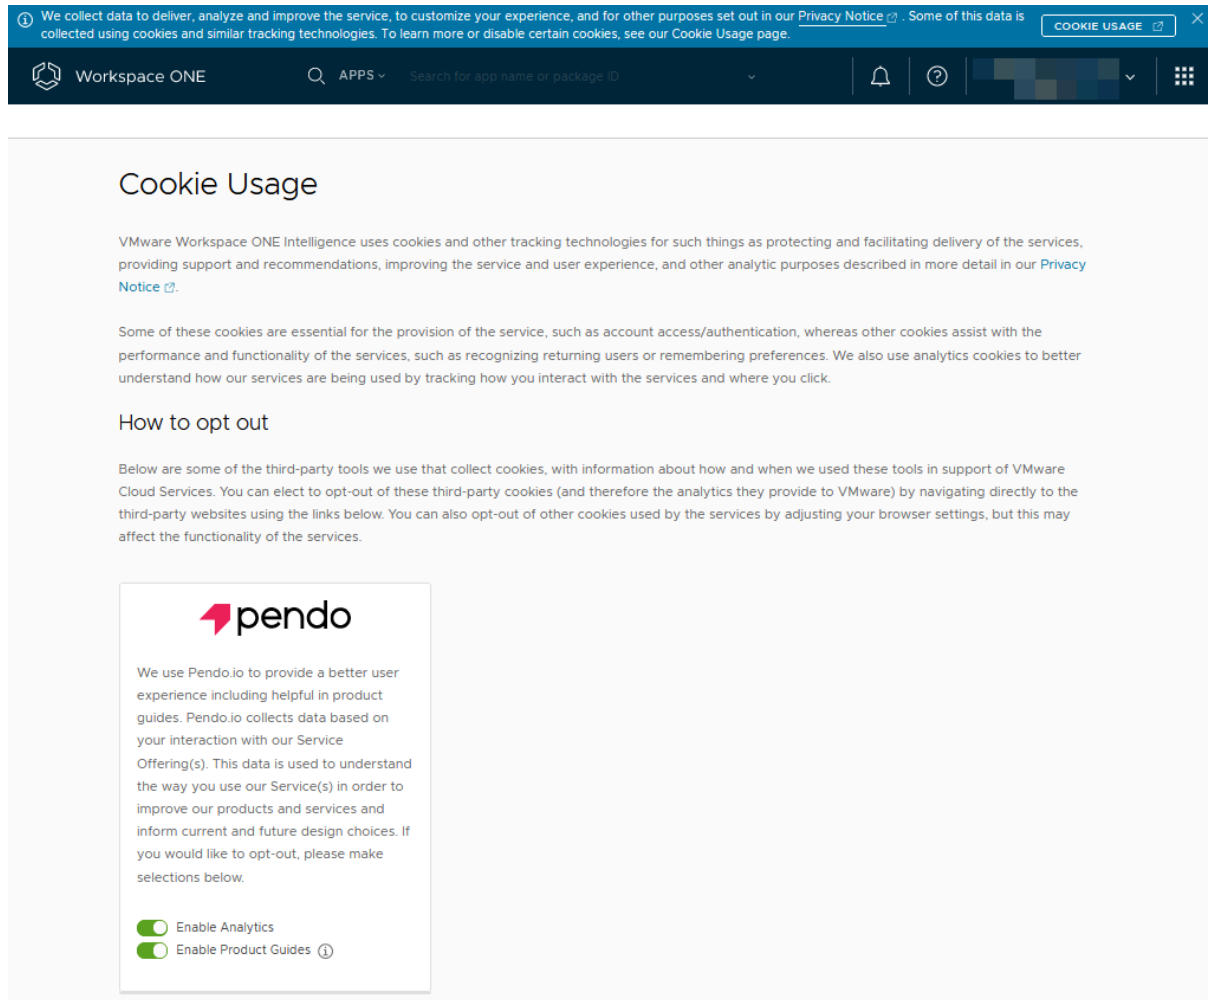 We collect data to deliver, analyze and improve the service, to customize your experience, and for other purposes set out in our Privacy Notice . Some of this data is
collected using cookies and similar tracking technologies. To learn more or disable certain cookies, see our Cookie Usage page.
COOKIE USAGE
Workspace ONE
APPS
Search for app name or package ID
Cookie Usage
VMware Workspace ONE Intelligence uses cookies and other tracking technologies for such things as protecting and facilitating delivery of the services,
providing support and recommendations, improving the service and user experience, and other analytic purposes described in more detail in our Privacy
Notice .
Some of these cookies are essential for the provision of the service, such as account access/authentication, whereas other cookies assist with the
performance and functionality of the services, such as recognizing returning users or remembering preferences. We also use analytics cookies to better
understand how our services are being used by tracking how you interact with the services and where you click.
How to opt out
Below are some of the third-party tools we use that collect cookies, with information about how and when we used these tools in support of VMware
Cloud Services. You can elect to opt-out of these third-party cookies (and therefore the analytics they provide to VMware) by navigating directly to the
third-party websites using the links below. You can also opt-out of other cookies used by the services by adjusting your browser settings, but this may
affect the functionality of the services.
pendo
We use Pendo.io to provide a better user
experience including helpful in product
guides. Pendo.io collects data based on
your interaction with our Service
Offering(s). This data is used to understand
the way you use our Service(s) in order to
improve our products and services and
inform current and future design choices. If
you would like to opt-out, please make
selections below.
Enable Analytics
Enable Product Guides